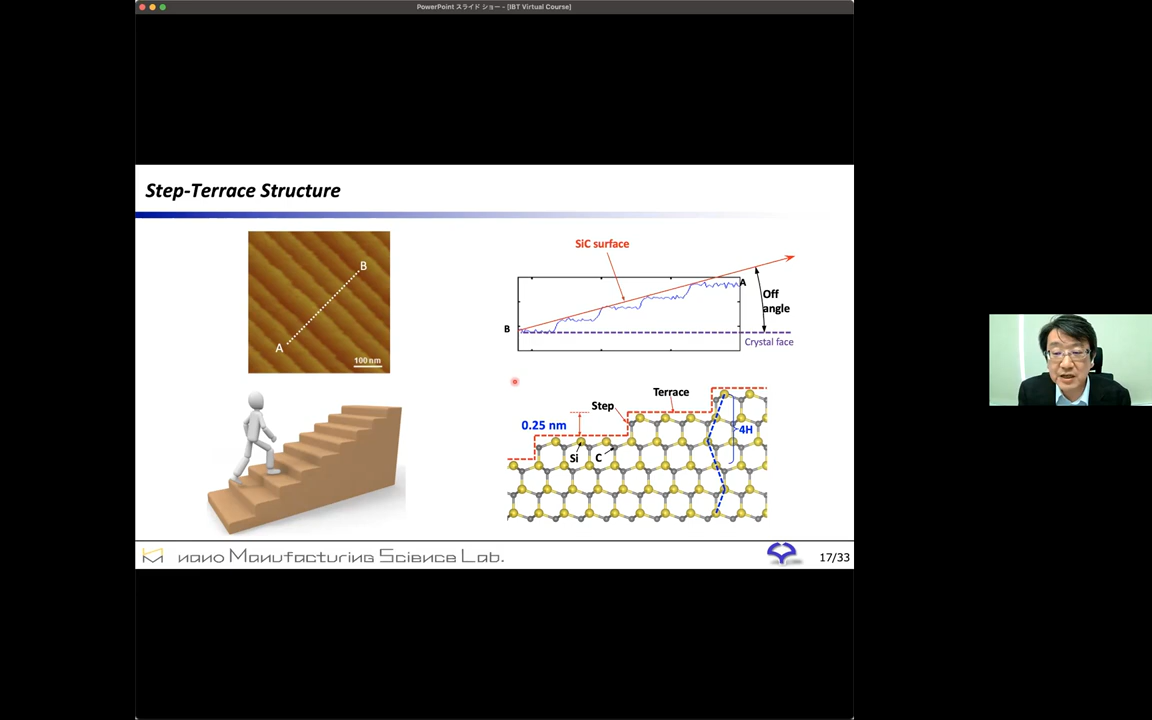 PowerPoint スライド ショー - [IBT Virtual Course]
Step-Terrace Structure
B
A
100 nm
SiC surface
A
Off
angle
B
Crystal face
Terrace
Step
0.25 nm
4H
Si
C
nano Manufacturing Science Lab.
17/33